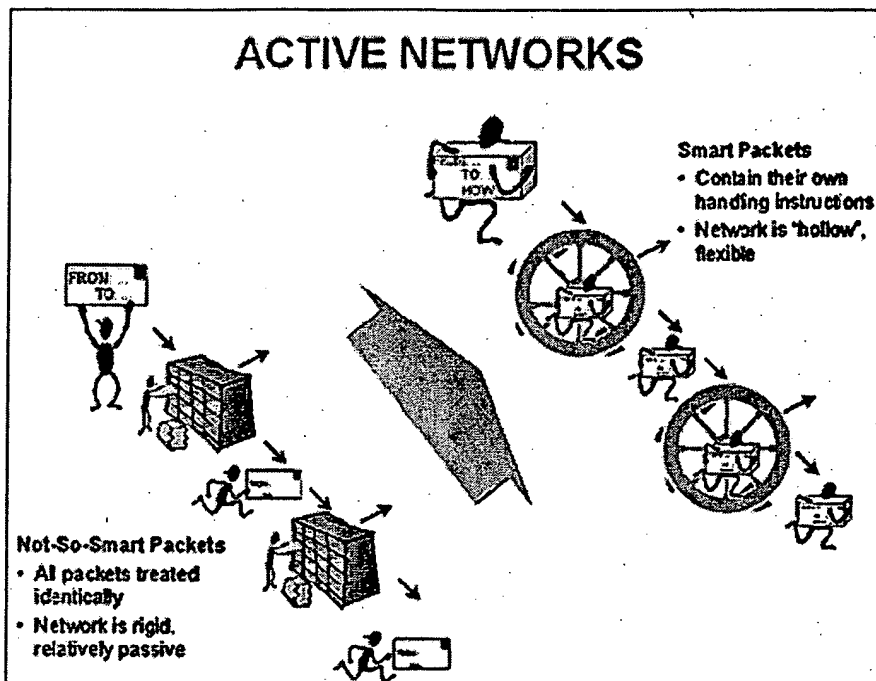 ACTIVE NETWORKS
Smart Packets
• Contain their own
handing instructions
• Network is "hollow",
flexible
TO:
FROM: ...
TO: ...
Not-So-Smart Packets
• All packets treated
identically
• Network is rigid,
relatively passive